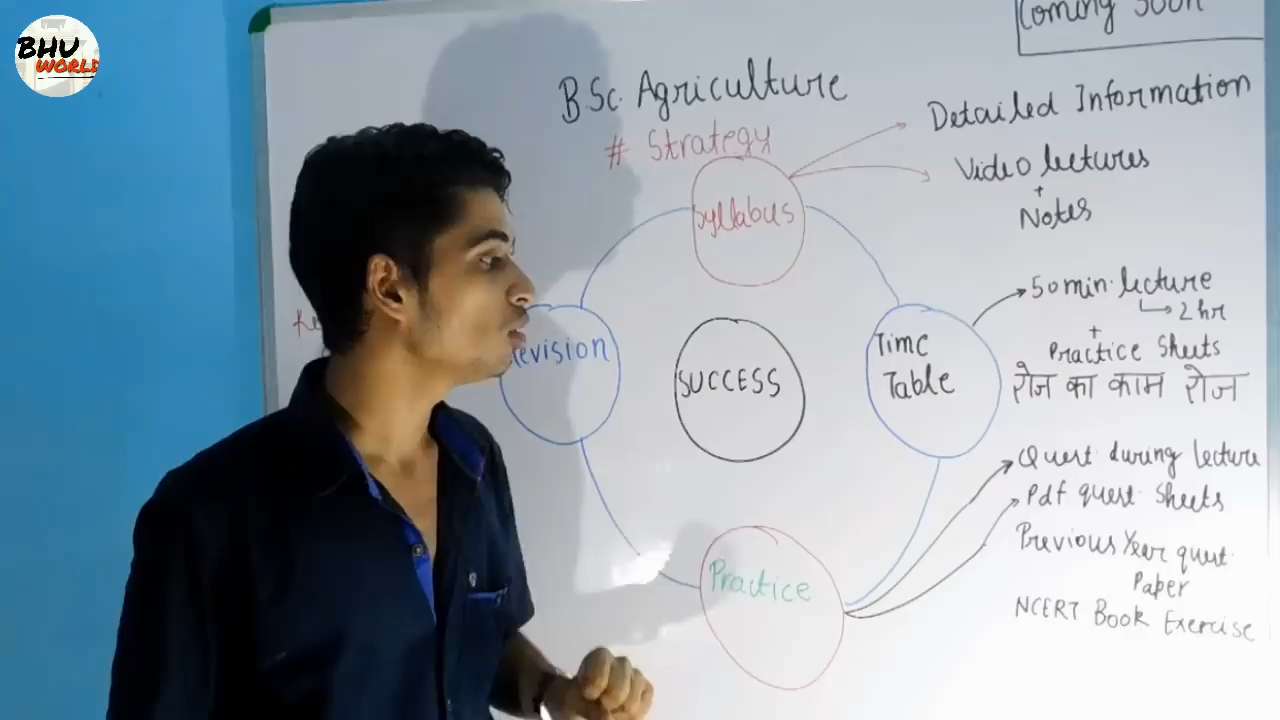 BHU
WORLD
Coming Soon
B.Sc. Agriculture
# Strategy
Syllabus
Detailed Information
Video lectures
+
Notes
Revision
SUCCESS
Time
Table
50 min. lecture
2 hr
+
Practice Sheets
रोज का काम रोज
Quest. during lecture
Pdf quest. Sheets
Previous Year quest.
Paper
NCERT Book Exercise
Practice